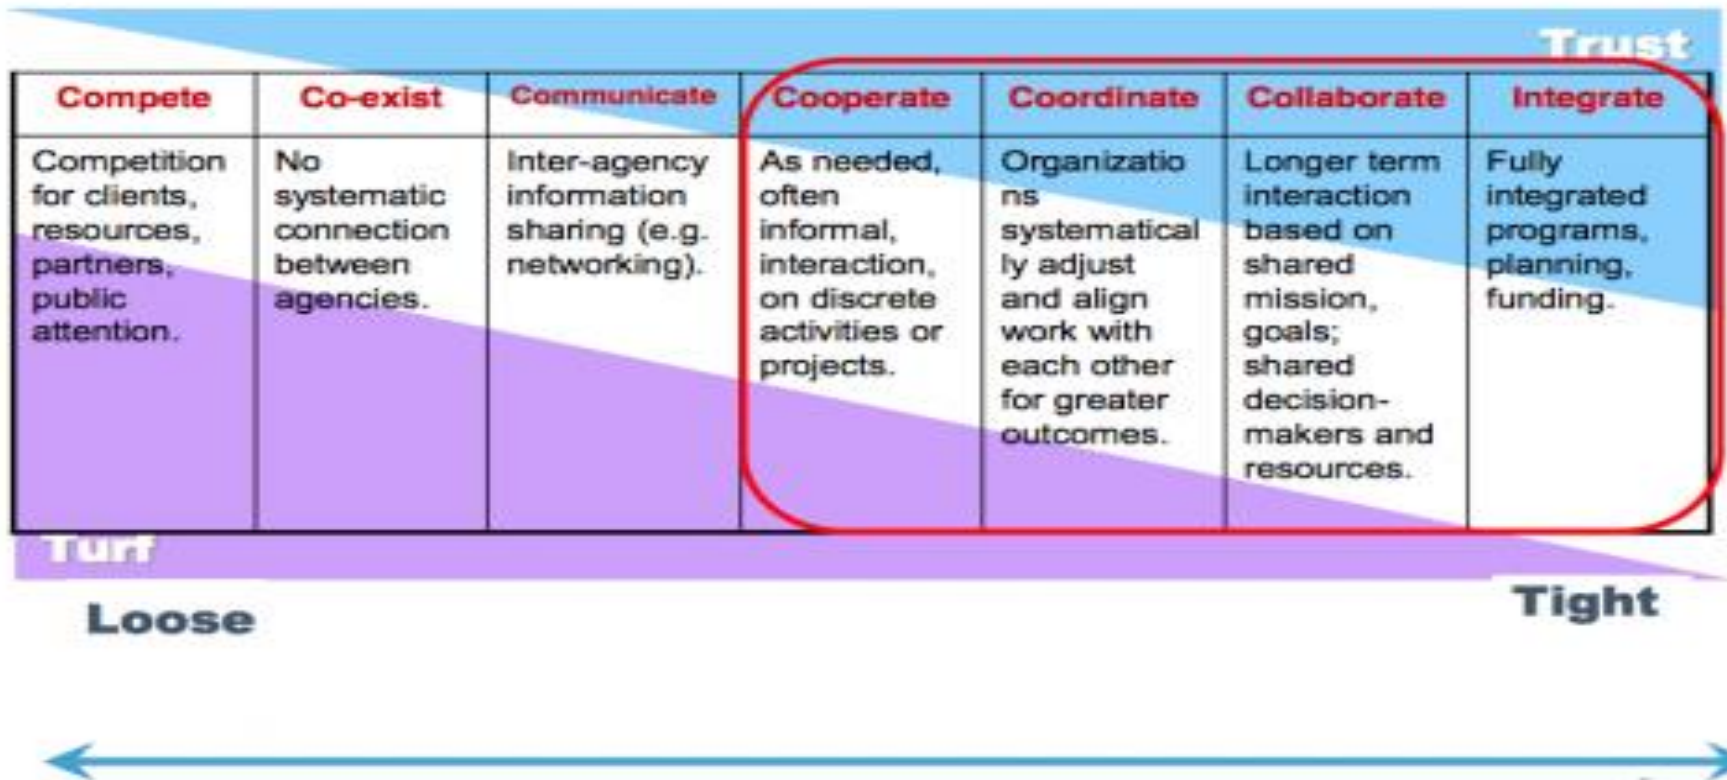 Trust
Compete
Co-exist
Communicate
Cooperate
Coordinate
Collaborate
Integrate
Competition
for clients,
resources,
partners,
public
attention.
No
systematic
connection
between
agencies.
Inter-agency
information
sharing (e.g.
networking).
As needed,
often
informal,
interaction,
on discrete
activities or
projects.
Organizatio
ns
systematical
ly adjust
and align
work with
each other
for greater
outcomes.
Longer term
interaction
based on
shared
mission,
goals;
shared
decision-
makers and
resources.
Fully
integrated
programs,
planning,
funding.
Turf
Loose
Tight